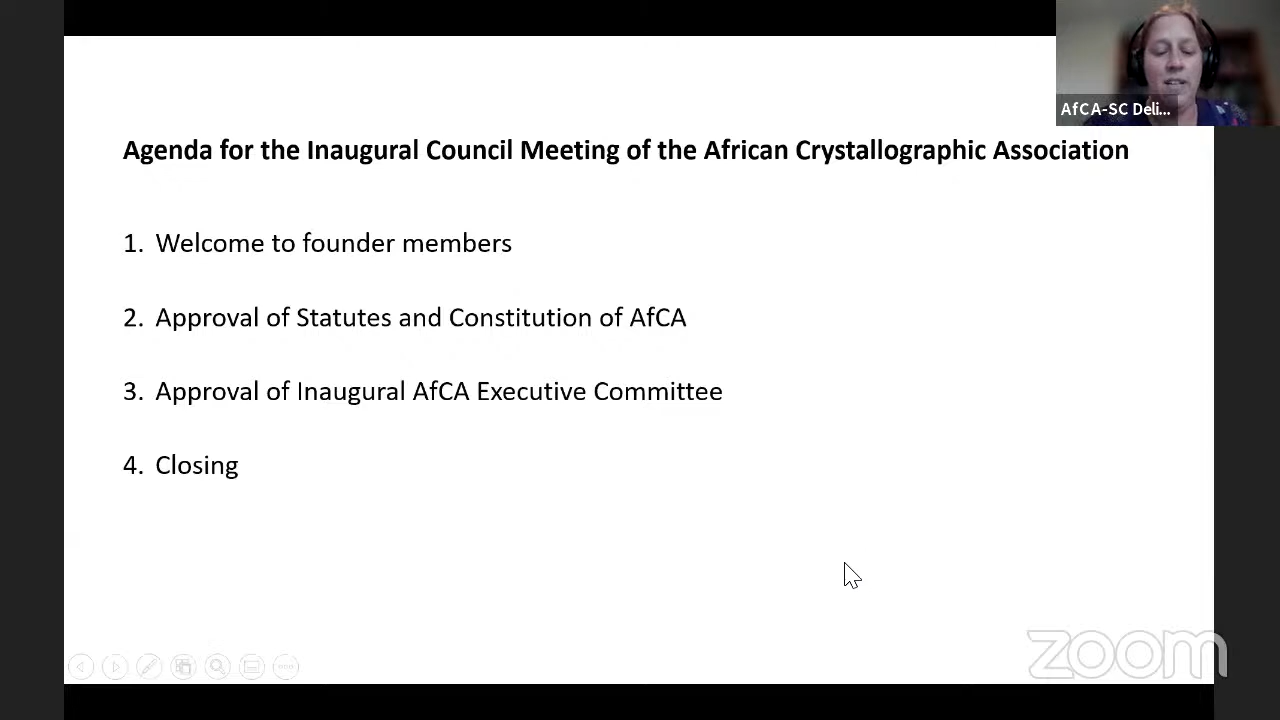 AfCA-SC Deli...
Agenda for the Inaugural Council Meeting of the African Crystallographic Association
1. Welcome to founder members
2. Approval of Statutes and Constitution of AfCA
3. Approval of Inaugural AfCA Executive Committee
4. Closing
zoom